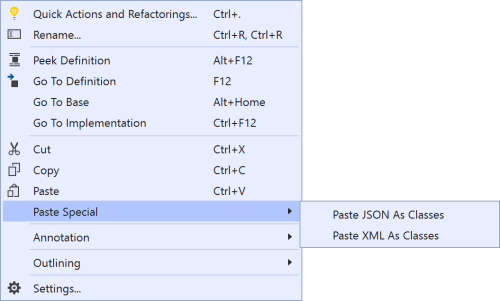 Quick Actions and Refactorings... Ctrl+.
Rename... Ctrl+R, Ctrl+R
Peek Definition Alt+F12
Go To Definition F12
Go To Base Alt+Home
Go To Implementation Ctrl+F12
Cut Ctrl+X
Copy Ctrl+C
Paste Ctrl+V
Paste Special
Paste JSON As Classes
Paste XML As Classes
Annotation
Outlining
Settings...